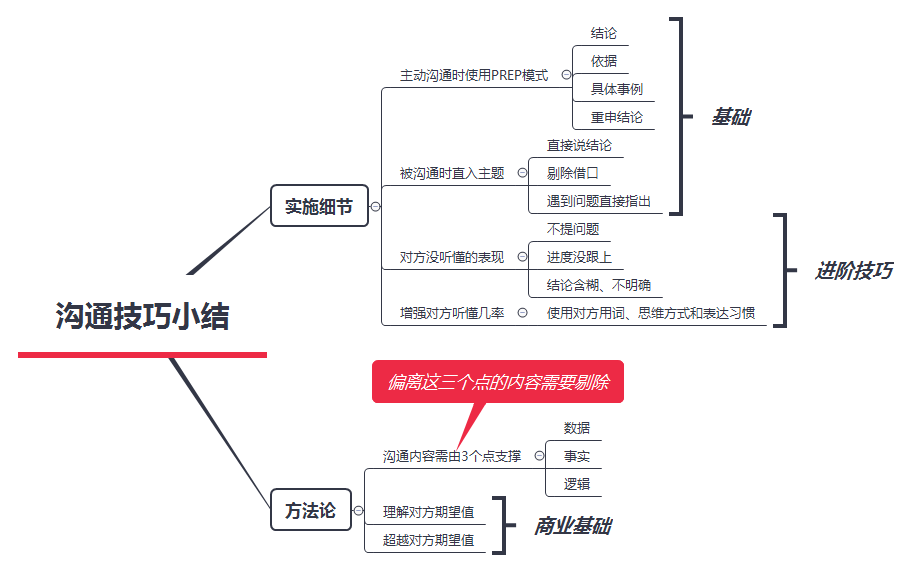 沟通技巧小结
实施细节
主动沟通时使用PREP模式
结论
依据
具体事例
重申结论
被沟通时直入主题
直接说结论
剔除借口
遇到问题直接指出
基础
对方没听懂的表现
不提问题
进度没跟上
结论含糊、不明确
增强对方听懂几率
使用对方用词、思维方式和表达习惯
进阶技巧
方法论
偏离这三个点的内容需要剔除
沟通内容需由3个点支撑
数据
事实
逻辑
理解对方期望值
超越对方期望值
商业基础